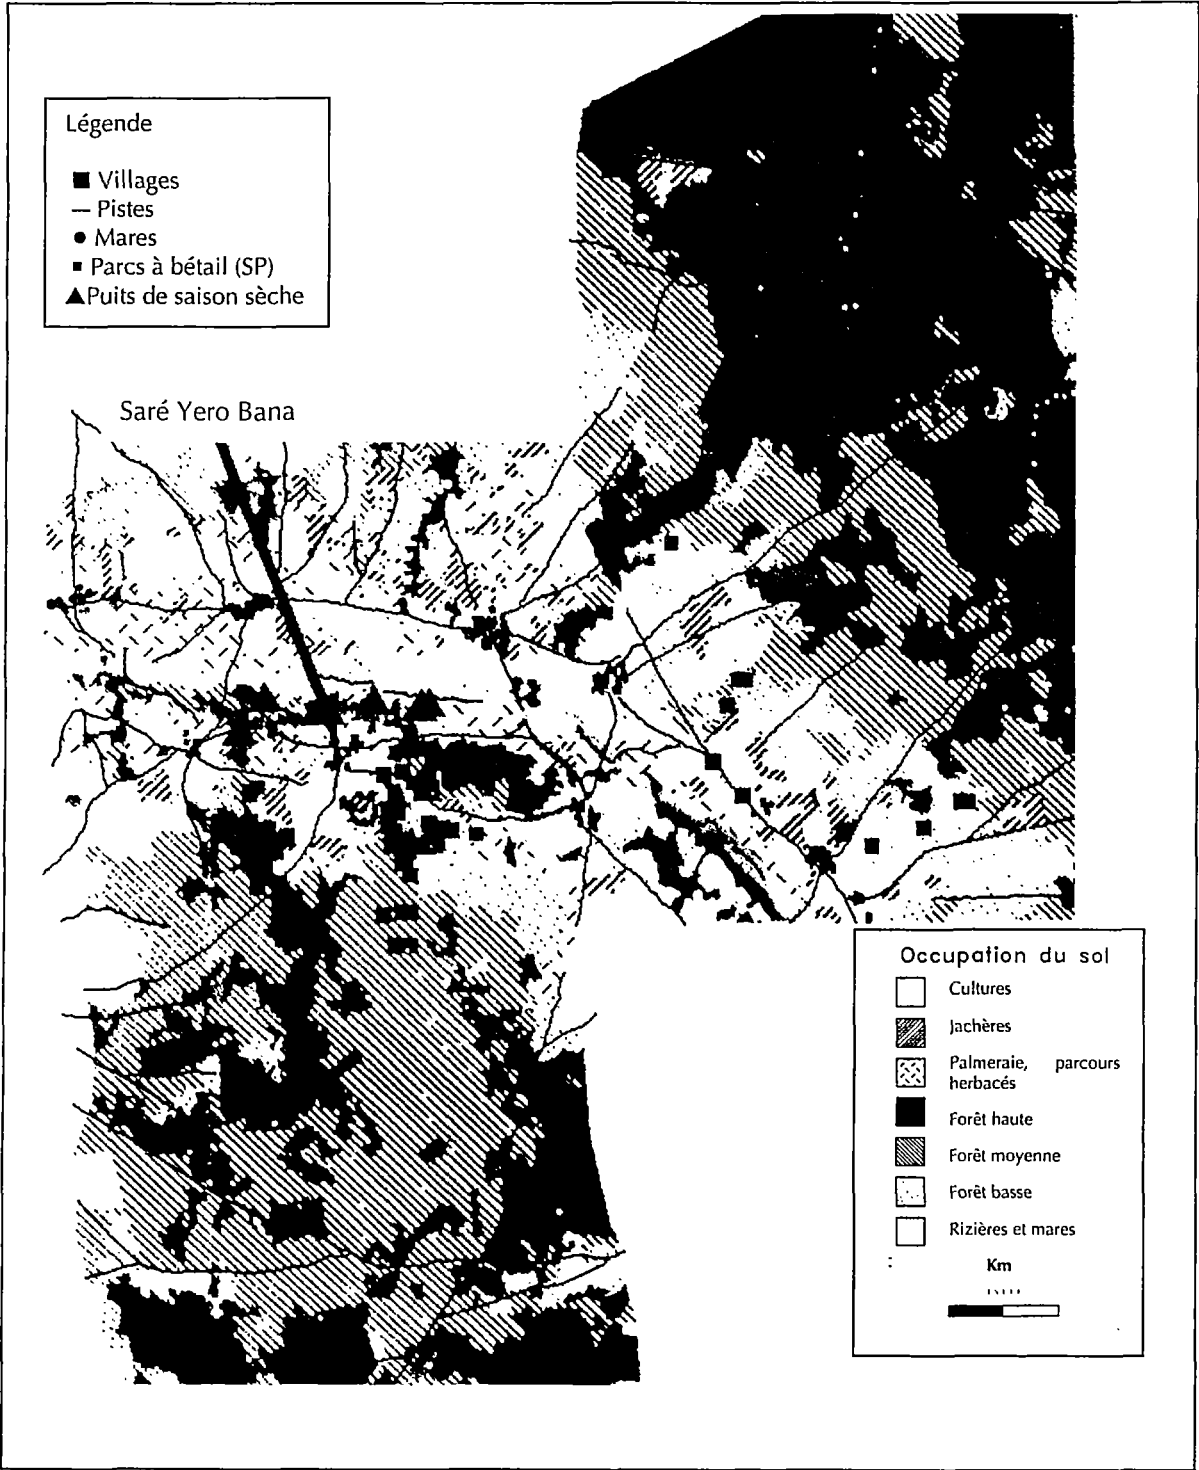 Légende
Villages
Pistes
Mares
Parcs à bétail (SP)
Puits de saison sèche
Saré Yero Bana
Occupation du sol
Cultures
Jachères
Palmeraie, parcours
herbacés
Forêt haute
Forêt moyenne
Forêt basse
Rizières et mares
Km